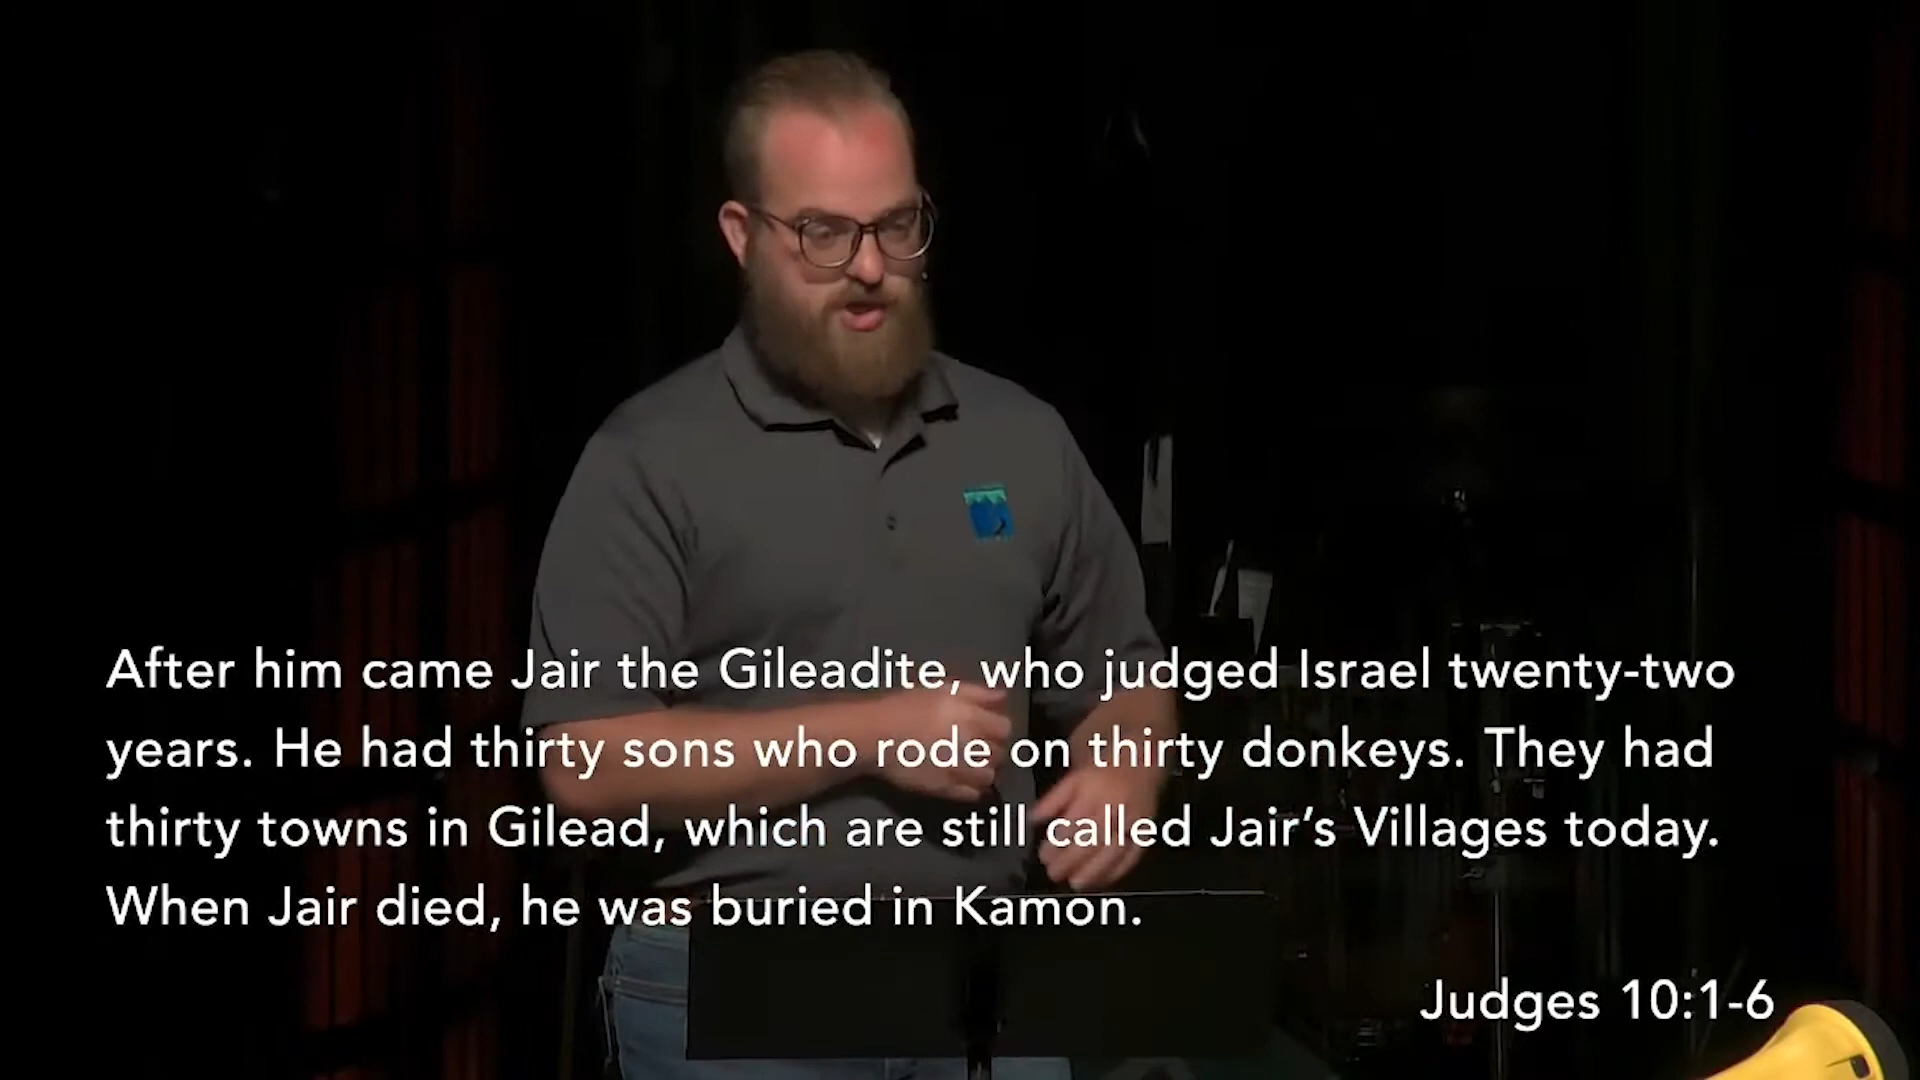 After him came Jair the Gileadite, who judged Israel twenty-two
years. He had thirty sons who rode on thirty donkeys. They had
thirty towns in Gilead, which are still called Jair’s Villages today.
When Jair died, he was buried in Kamon.
Judges 10:1-6